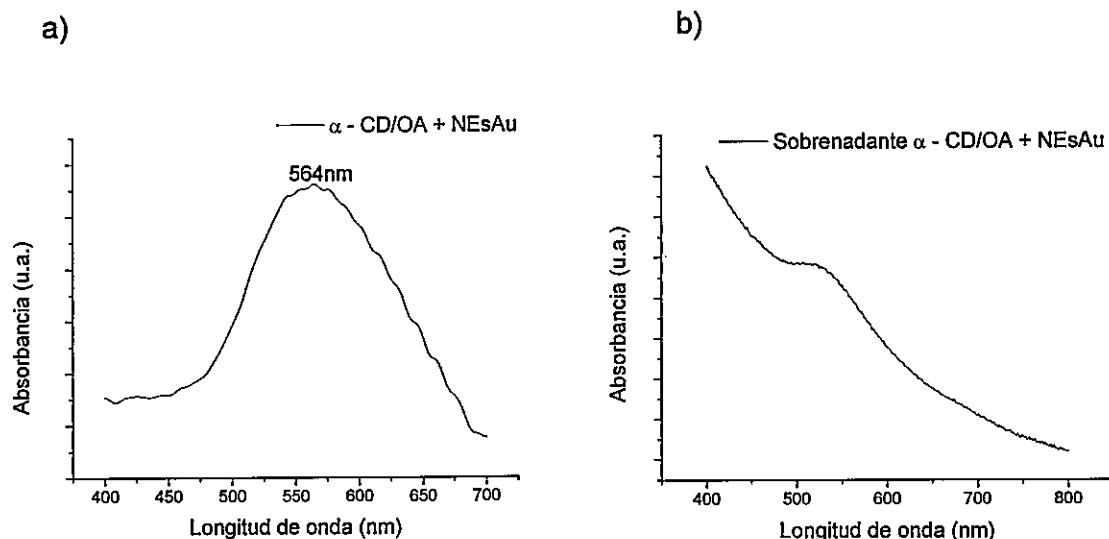 a)
α - CD/OA + NEsAu
564nm
Absorbancia (u.a.)
400 450 500 550 600 650 700
Longitud de onda (nm)
b)
Sobrenadante α - CD/OA + NEsAu
Absorbancia (u.a.)
400 500 600 700 800
Longitud de onda (nm)